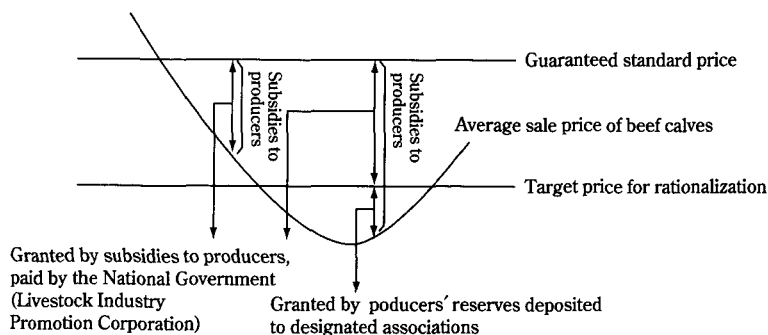 Guaranteed standard price
Subsidies to
producers
Subsidies to
producers
Average sale price of beef calves
Target price for rationalization
Granted by subsidies to producers,
paid by the National Government
(Livestock Industry
Promotion Corporation)
Granted by poducers′ reserves deposited
to designated associations